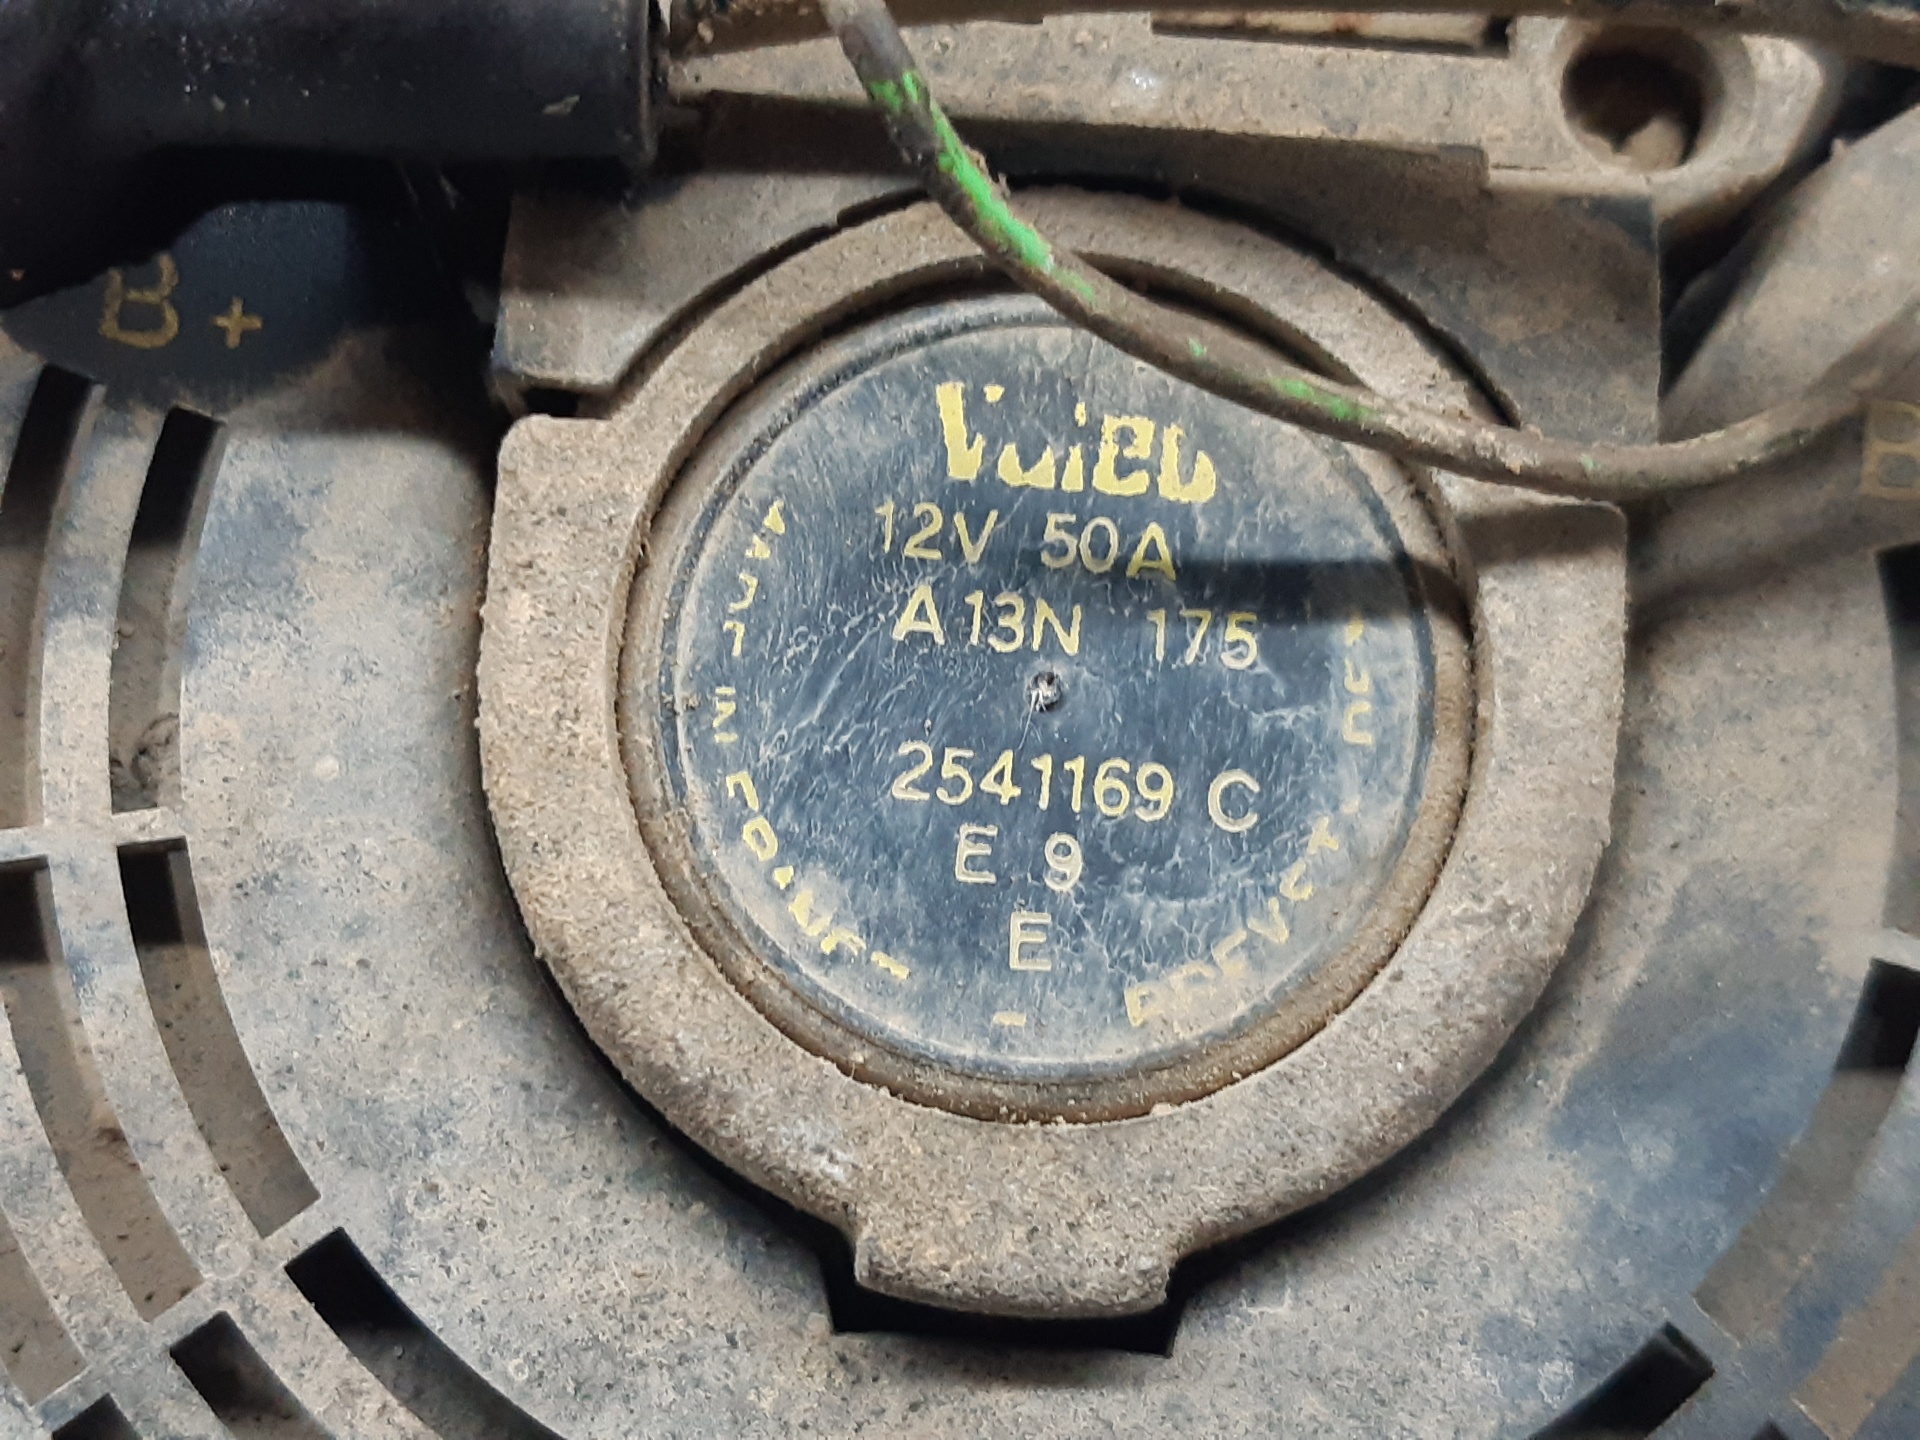 B+
Valeo
12V 50A
A13N 175
2541169 C
E 9
E
B